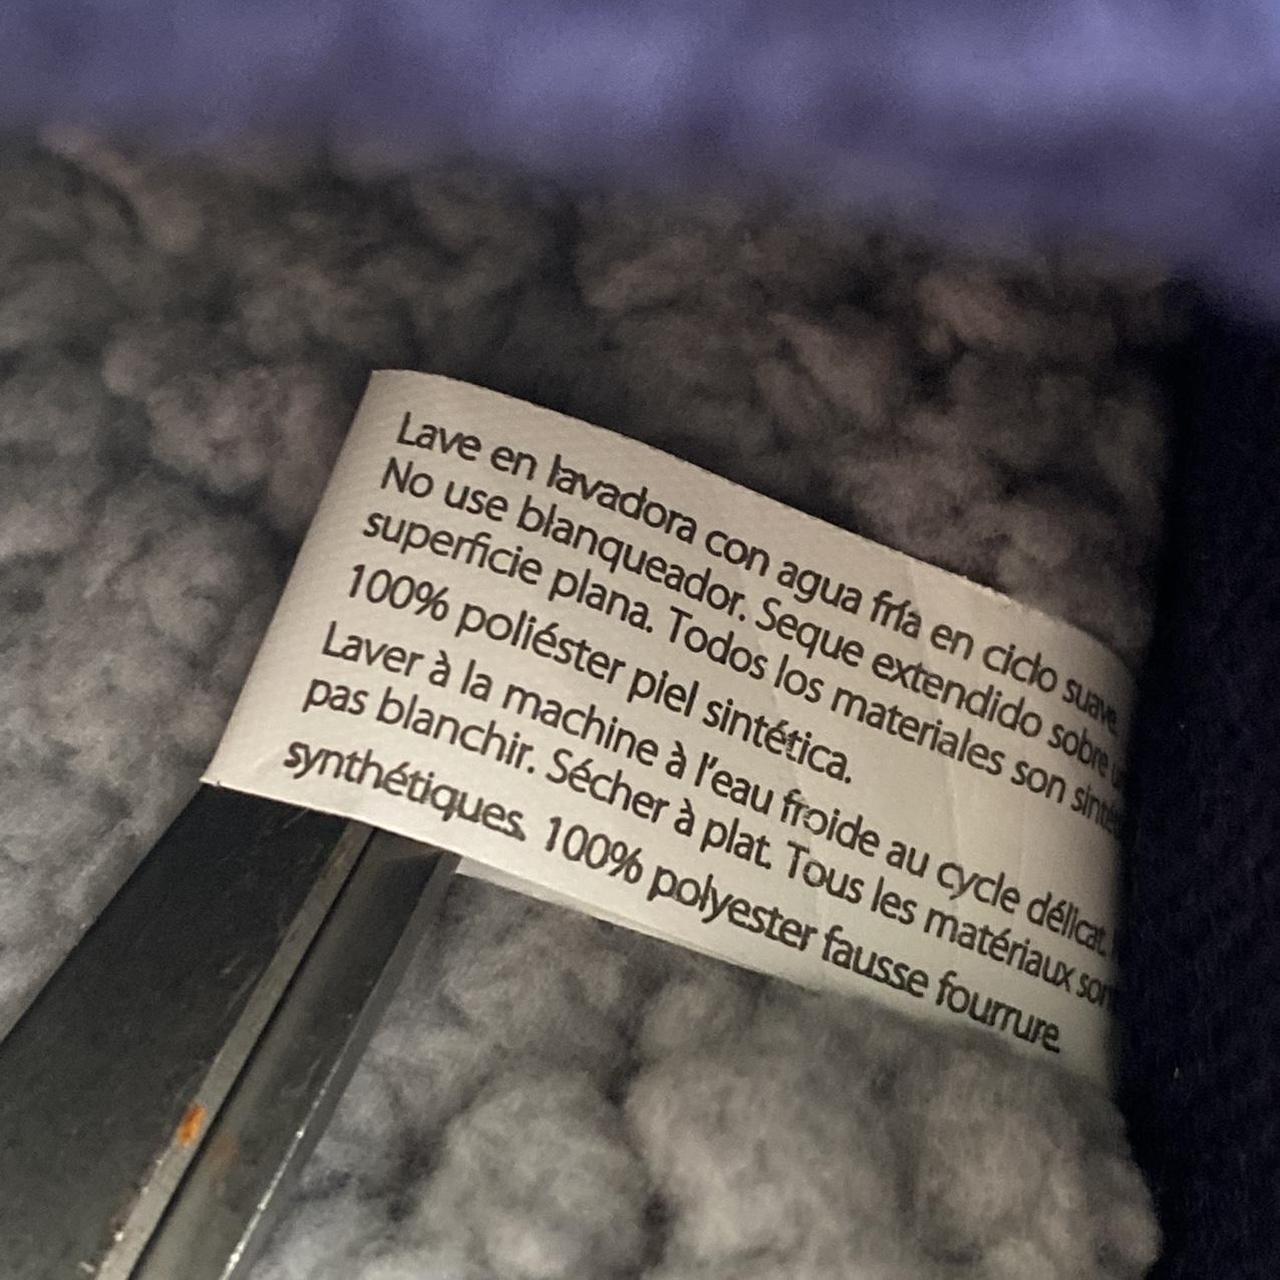 Lave en lavadora con agua fría en ciclo suave.
No use blanqueador. Seque extendido sobre
superficie plana. Todos los materiales son
100% poliéster piel sintética.
Laver à la machine à l'eau froide au cycle délicat.
pas blanchir. Sécher à plat. Tous les matériaux
synthétiques. 100% polyester fausse fourrure.